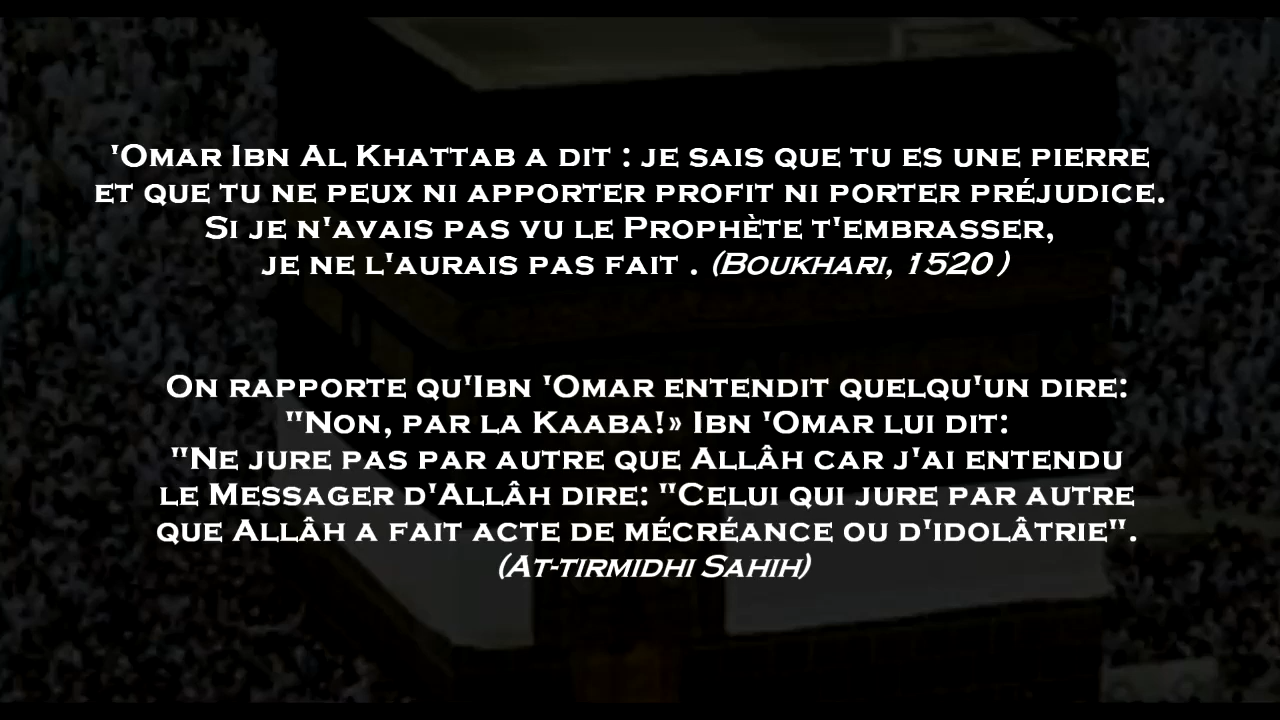 'Omar Ibn Al Khattab a dit : je sais que tu es une pierre
et que tu ne peux ni apporter profit ni porter préjudice.
Si je n'avais pas vu le Prophète t'embrasser,
je ne l'aurais pas fait . (Boukhari, 1520 )
On rapporte qu'Ibn 'Omar entendit quelqu'un dire:
"Non, par la Kaaba!» Ibn 'Omar lui dit:
"Ne jure pas par autre que Allâh car j'ai entendu
le Messager d'Allâh dire: "Celui qui jure par autre
que Allâh a fait acte de mécréance ou d'idolâtrie".
(At-tirmidhi Sahih)